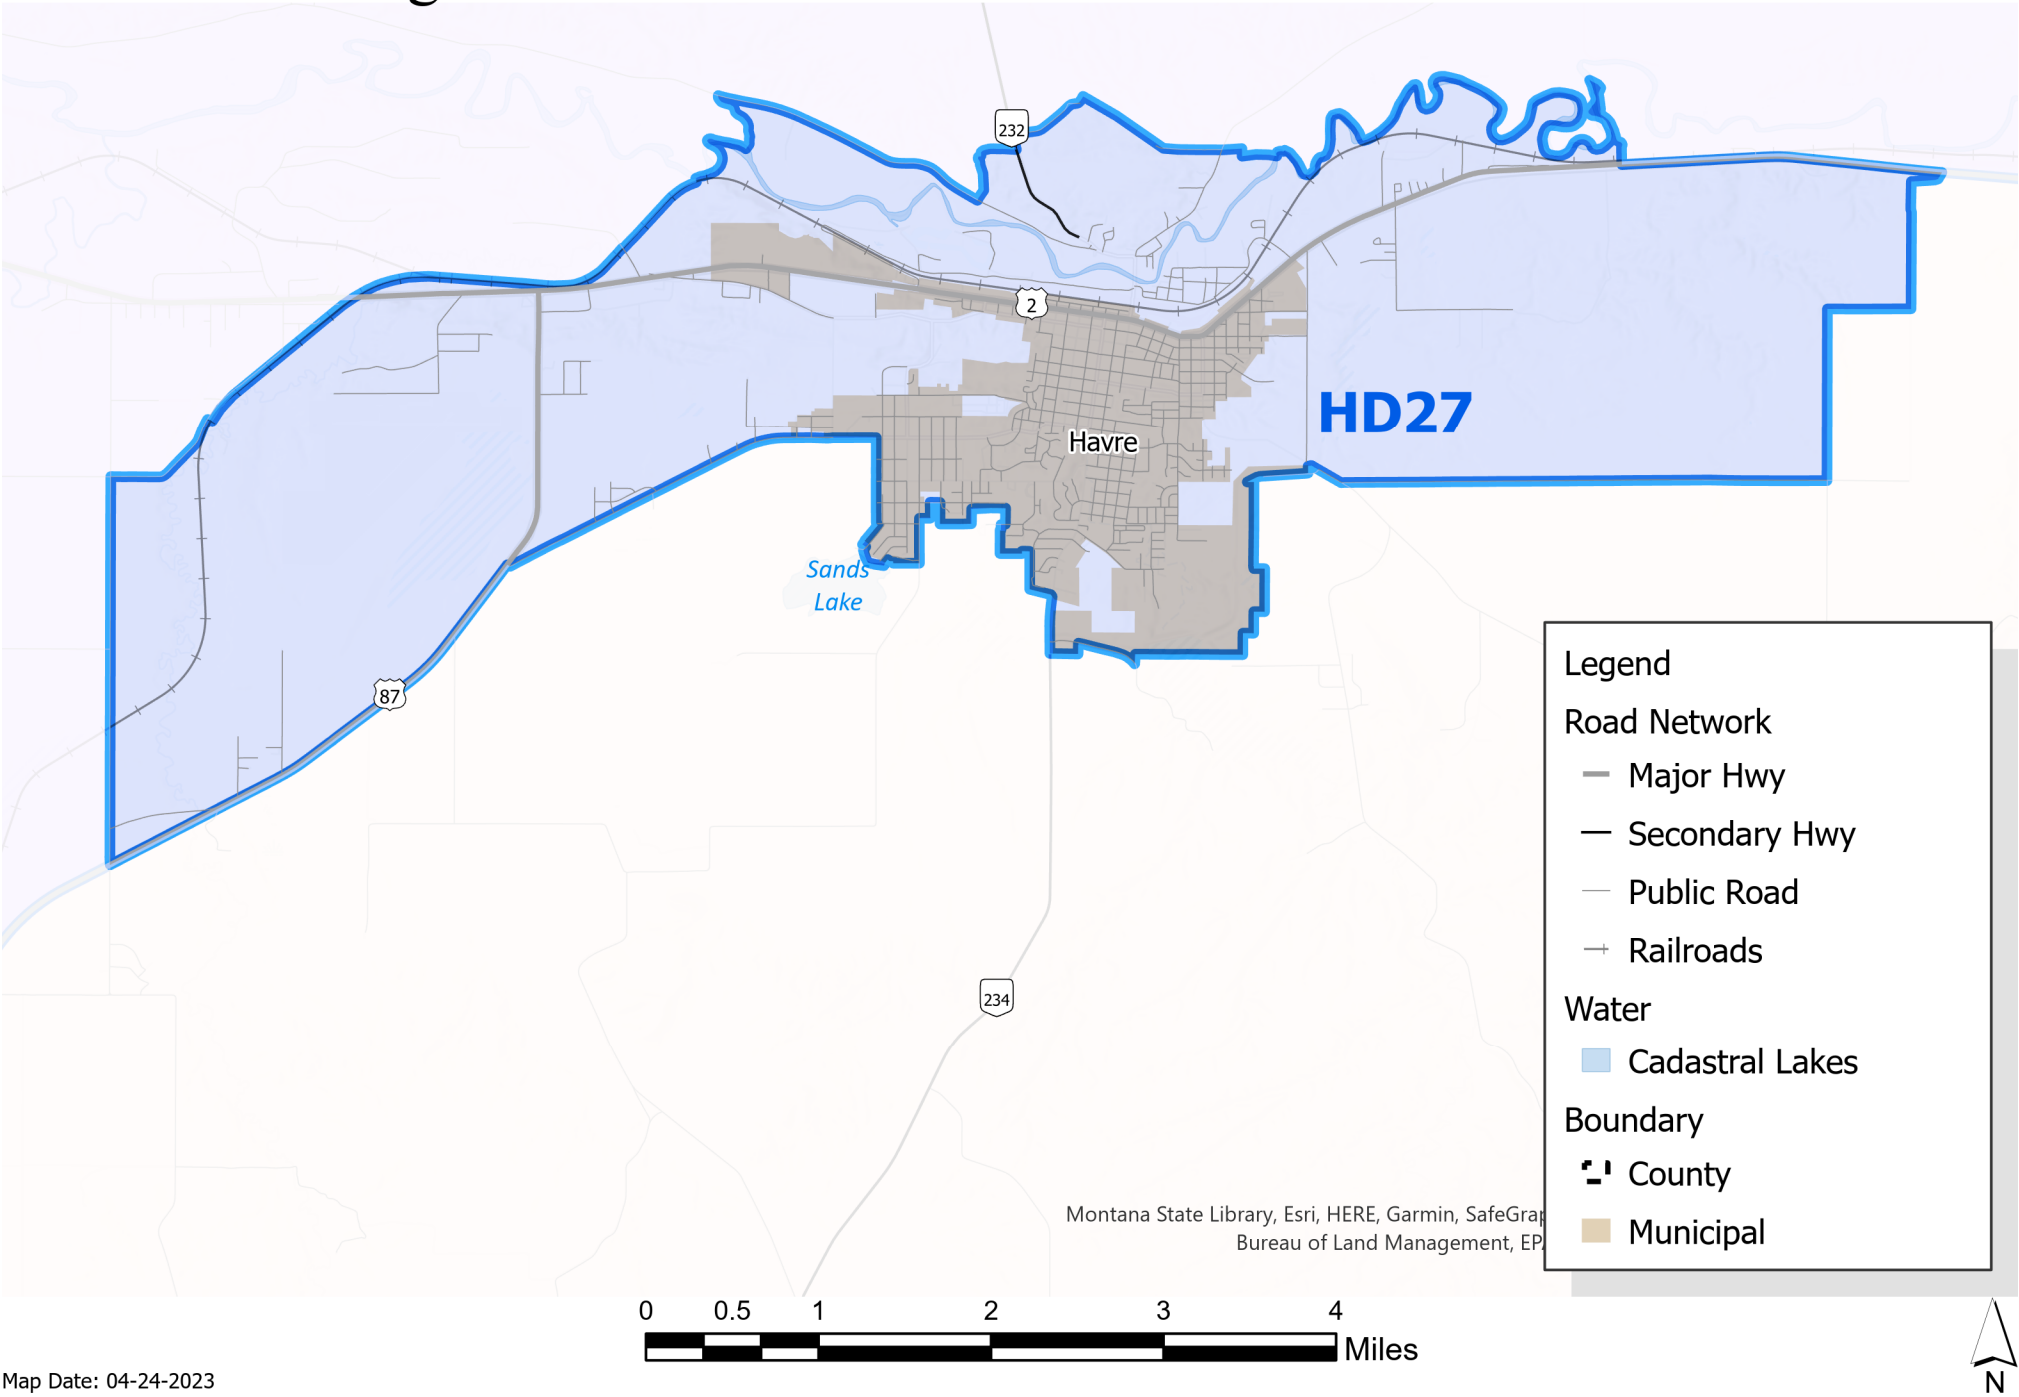 232
2
HD27
Havre
Sands
Lake
87
234
Legend
Road Network
Major Hwy
Secondary Hwy
Public Road
Railroads
Water
Cadastral Lakes
Boundary
County
Municipal
Montana State Library, Esri, HERE, Garmin, SafeGrap
Bureau of Land Management, EPA
0 0.5 1 2 3 4
Miles
N
Map Date: 04-24-2023